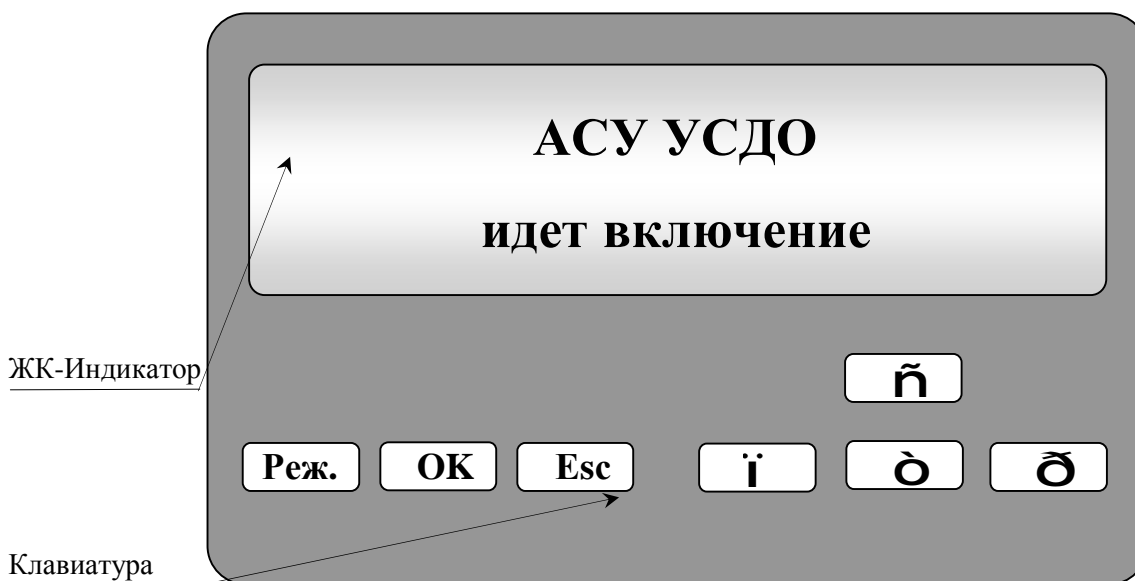 АСУ УСДО
идет включение
ЖК-Индикатор
ñ
Реж. OK Esc ï ò ð
Клавиатура